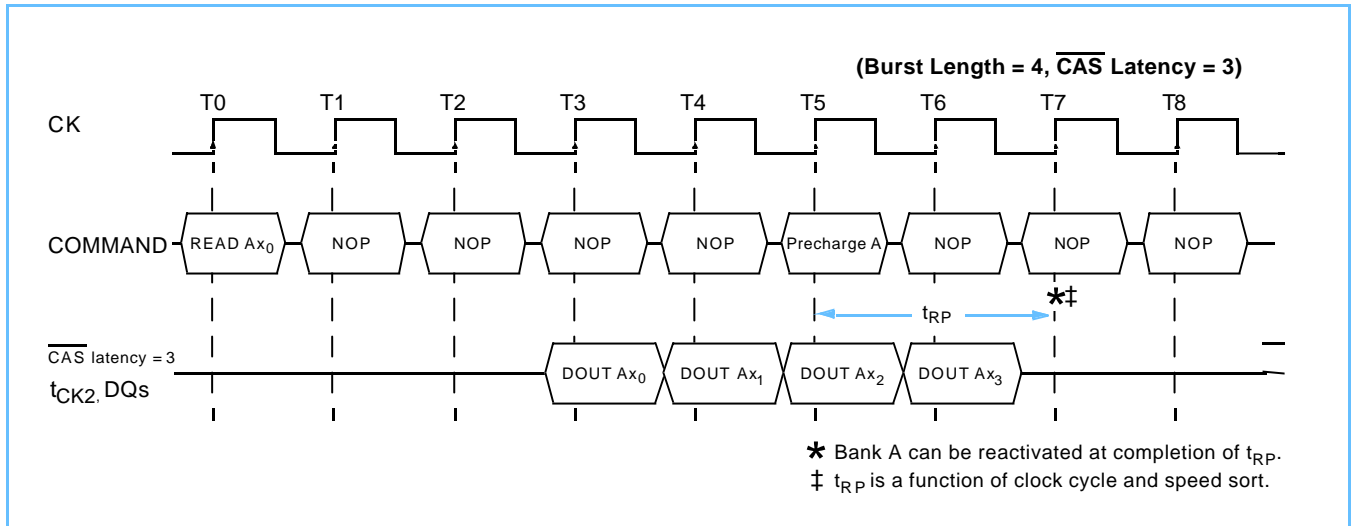 (Burst Length = 4, CAS Latency = 3)
T0 T1 T2 T3 T4 T5 T6 T7 T8
CK
COMMAND READ Ax0 NOP NOP NOP NOP Precharge A NOP NOP NOP
*‡
tRP
CAS latency = 3
tCK2, DQs DOUT Ax0 DOUT Ax1 DOUT Ax2 DOUT Ax3
* Bank A can be reactivated at completion of tRP.
‡ tRP is a function of clock cycle and speed sort.